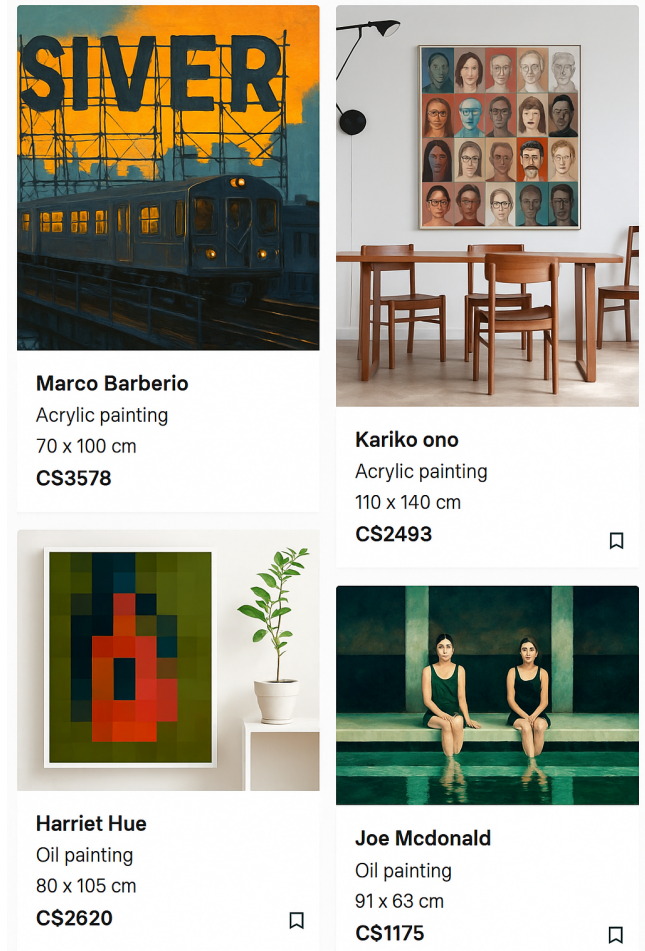 SIVER
Marco Barberio
Acrylic painting
70 x 100 cm
C$3578
Kariko ono
Acrylic painting
110 x 140 cm
C$2493
Harriet Hue
Oil painting
80 x 105 cm
C$2620
Joe Mcdonald
Oil painting
91 x 63 cm
C$1175